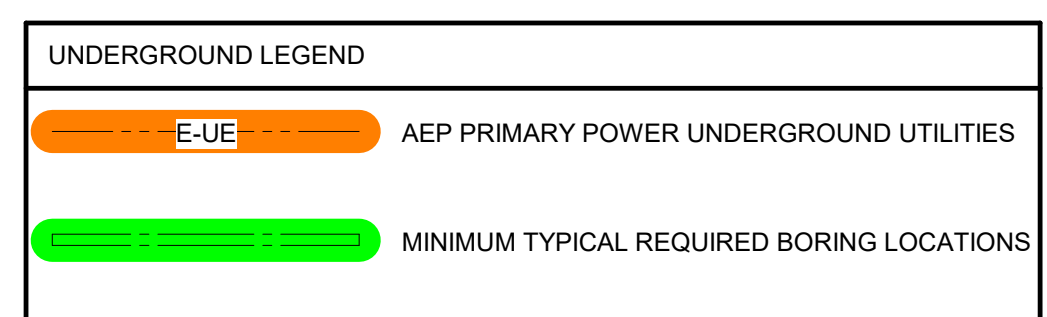 UNDERGROUND LEGEND
E-UE AEP PRIMARY POWER UNDERGROUND UTILITIES
MINIMUM TYPICAL REQUIRED BORING LOCATIONS